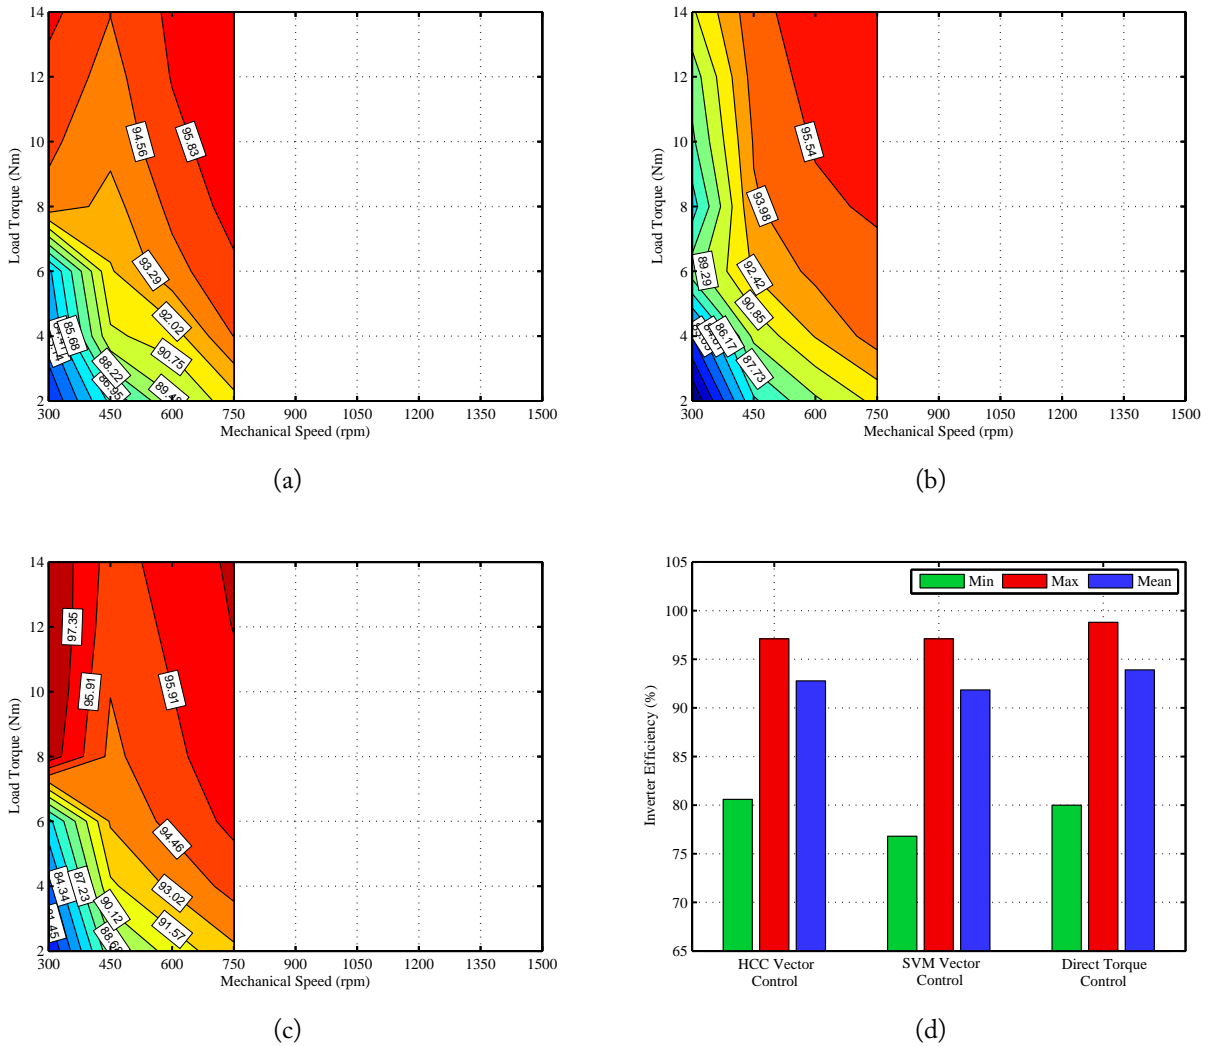 14
12
10
8
6
4
2
Load Torque (Nm)
94.56
95.83
93.29
92.02
90.75
85.68
88.22
86.95
300 450 600 750 900 1050 1200 1350 1500
Mechanical Speed (rpm)
(a)
14
12
10
8
6
4
2
Load Torque (Nm)
95.54
93.98
92.42
90.85
89.29
86.17
87.73
300 450 600 750 900 1050 1200 1350 1500
Mechanical Speed (rpm)
(b)
14
12
10
8
6
4
2
Load Torque (Nm)
97.35
95.91
95.91
94.46
93.02
91.57
84.34
87.23
90.12
88.68
300 450 600 750 900 1050 1200 1350 1500
Mechanical Speed (rpm)
(c)
105
100
95
90
85
80
75
70
65
Inverter Efficiency (%)
Min Max Mean
HCC Vector
Control
SVM Vector
Control
Direct Torque
Control
(d)